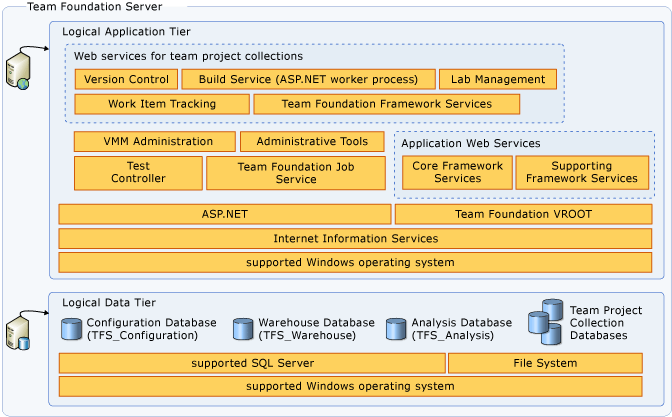 Team Foundation Server
Logical Application Tier
Web services for team project collections
Version Control
Build Service (ASP.NET worker process)
Lab Management
Work Item Tracking
Team Foundation Framework Services
VMM Administration
Administrative Tools
Test
Controller
Team Foundation Job
Service
Application Web Services
Core Framework
Services
Supporting
Framework Services
ASP.NET
Team Foundation VROOT
Internet Information Services
supported Windows operating system
Logical Data Tier
Configuration Database
(TFS_Configuration)
Warehouse Database
(TFS_Warehouse)
Analysis Database
(TFS_Analysis)
Team Project
Collection
Databases
supported SQL Server
File System
supported Windows operating system